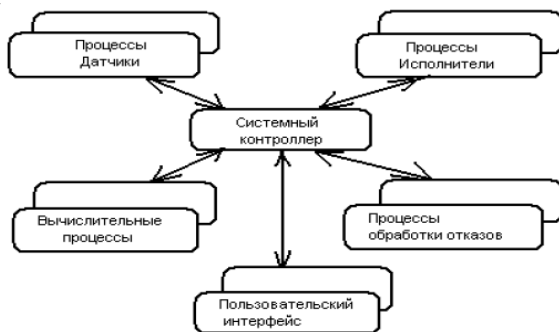 Процессы
Датчики
Процессы
Исполнители
Системный
контроллер
Вычислительные
процессы
Процессы
обработки отказов
Пользовательский
интерфейс